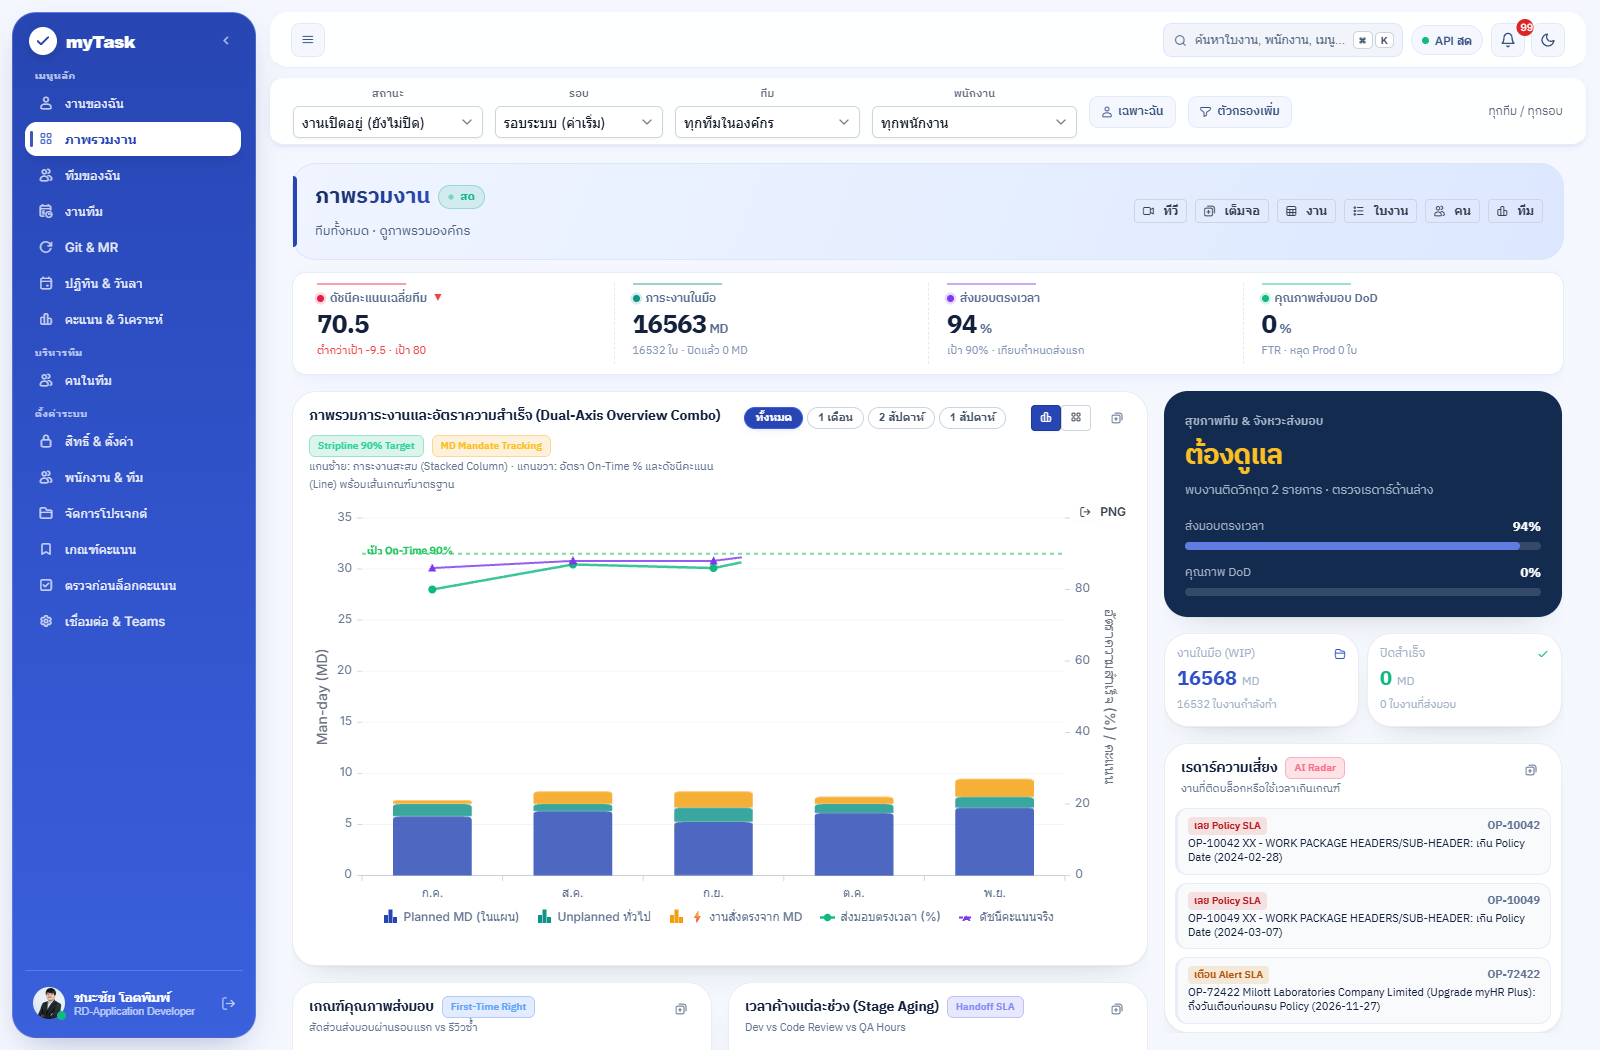 myTask
เมนูหลัก
งานของฉัน
ภาพรวมงาน
ทีมของฉัน
งานทีม
Git & MR
ปฏิทิน & วันลา
คะแนน & วิเคราะห์
บริหารทีม
คนในทีม
ตั้งค่าระบบ
สิทธิ์ & ตั้งค่า
พนักงาน & ทีม
จัดการโปรเจกต์
เกณฑ์คะแนน
ตรวจก่อนล็อกคะแนน
เชื่อมต่อ & Teams
ชนะชัย โอดพิมพ์
RD-Application Developer
ค้นหาใบงาน, พนักงาน, เมนู... ⌘ K
API สด
99
สถานะ
งานเปิดอยู่ (ยังไม่ปิด)
รอบ
รอบระบบ (ค่าเริ่ม)
ทีม
ทุกทีมในองค์กร
พนักงาน
ทุกพนักงาน
เฉพาะฉัน
ตัวกรองเพิ่ม
ทุกทีม / ทุกรอบ
ภาพรวมงาน สด
ทีมทั้งหมด · ดูภาพรวมองค์กร
ทีวี
เต็มจอ
งาน
ใบงาน
คน
ทีม
ดัชนีคะแนนเฉลี่ยทีม ▼
70.5
ต่ำกว่าเป้า -9.5 · เป้า 80
ภาระงานในมือ
16563 MD
16532 ใบ · ปิดแล้ว 0 MD
ส่งมอบตรงเวลา
94 %
เป้า 90% · เทียบกำหนดส่งแรก
คุณภาพส่งมอบ DoD
0 %
FTR · หลุด Prod 0 ใบ
ภาพรวมภาระงานและอัตราความสำเร็จ (Dual-Axis Overview Combo)
Stripline 90% Target
MD Mandate Tracking
แกนซ้าย: ภาระงานสะสม (Stacked Column) · แกนขวา: อัตรา On-Time % และดัชนีคะแนน
(Line) พร้อมเส้นเกณฑ์มาตรฐาน
ทั้งหมด
1 เดือน
2 สัปดาห์
1 สัปดาห์
PNG
เป้า On-Time 90%
Man-day (MD)
35
30
25
20
15
10
5
0
80
60
40
20
0
อัตราความสำเร็จ (%) / คะแนน
ก.ค.
ส.ค.
ก.ย.
ต.ค.
พ.ย.
Planned MD (ในแผน)
Unplanned ทั่วไป
งานสั่งตรงจาก MD
ส่งมอบตรงเวลา (%)
ดัชนีคะแนนจริง
สุขภาพทีม & จังหวะส่งมอบ
ต้องดูแล
พบงานติดวิกฤต 2 รายการ · ตรวจเรดาร์ด้านล่าง
ส่งมอบตรงเวลา 94%
คุณภาพ DoD 0%
งานในมือ (WIP)
16568 MD
16532 ใบงานกำลังทำ
ปิดสำเร็จ
0 MD
0 ใบงานที่ส่งมอบ
เรดาร์ความเสี่ยง AI Radar
งานที่ติดบล็อกหรือใช้เวลาเกินเกณฑ์
เลย Policy SLA OP-10042
OP-10042 XX - WORK PACKAGE HEADERS/SUB-HEADER: เกิน Policy
Date (2024-02-28)
เลย Policy SLA OP-10049
OP-10049 XX - WORK PACKAGE HEADERS/SUB-HEADER: เกิน Policy
Date (2024-03-07)
เตือน Alert SLA OP-72422
OP-72422 Milott Laboratories Company Limited (Upgrade myHR Plus):
ถึงวันเตือนก่อนครบ Policy (2026-11-27)
เกณฑ์คุณภาพส่งมอบ First-Time Right
สัดส่วนส่งมอบผ่านรอบแรก vs รีวิวซ้ำ
เวลาค้างแต่ละช่วง (Stage Aging) Handoff SLA
Dev vs Code Review vs QA Hours